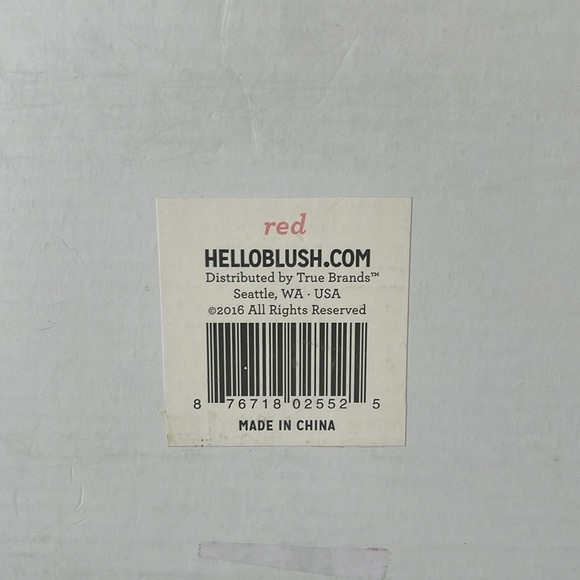 red
HELLOBLUSH.COM
Distributed by True Brands™
Seattle, WA · USA
©2016 All Rights Reserved
8 76718 02552 5
MADE IN CHINA